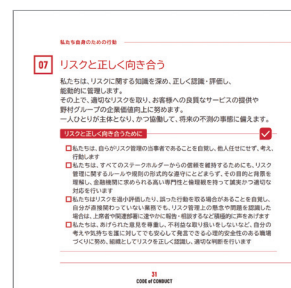 私たち自身のための行動
07 リスクと正しく向き合う
私たちは、リスクに関する知識を深め、正しく認識・評価し、
能動的に管理します。
その上で、適切なリスクを取り、お客様への良質なサービスの提供や
野村グループの企業価値向上に努めます。
一人ひとりが主体となり、かつ協働して、将来の不測の事態に備えます。
リスクと正しく向き合うために
私たちは、自らがリスク管理の当事者であることを自覚し、他人任せにせず、考え、
行動します
私たちは、すべてのステークホルダーからの信頼を維持するためにも、リスク
管理に関するルールや規則の形式的な遵守にとどまらず、その目的と背景を
理解し、金融機関に求められる高い専門性と倫理観を持って誠実かつ適切な
対応を行います
私たちはリスクを過小評価したり、誤った行動を取る場合があることを自覚し、
自分が直接関わっていない業務でも、リスク管理上の懸念や問題を認識した
場合は、上席者や関連部署に速やかに報告・相談するなど積極的に声をあげます
私たちは、あげられた意見を尊重し、不利益な取り扱いをしないなど、自分の
考えや気持ちを誰に対してでも安心して発言できる心理的安全性のある職場
づくりに努め、組織としてリスクを正しく認識し、適切な判断を行います
31
CODE of CONDUCT